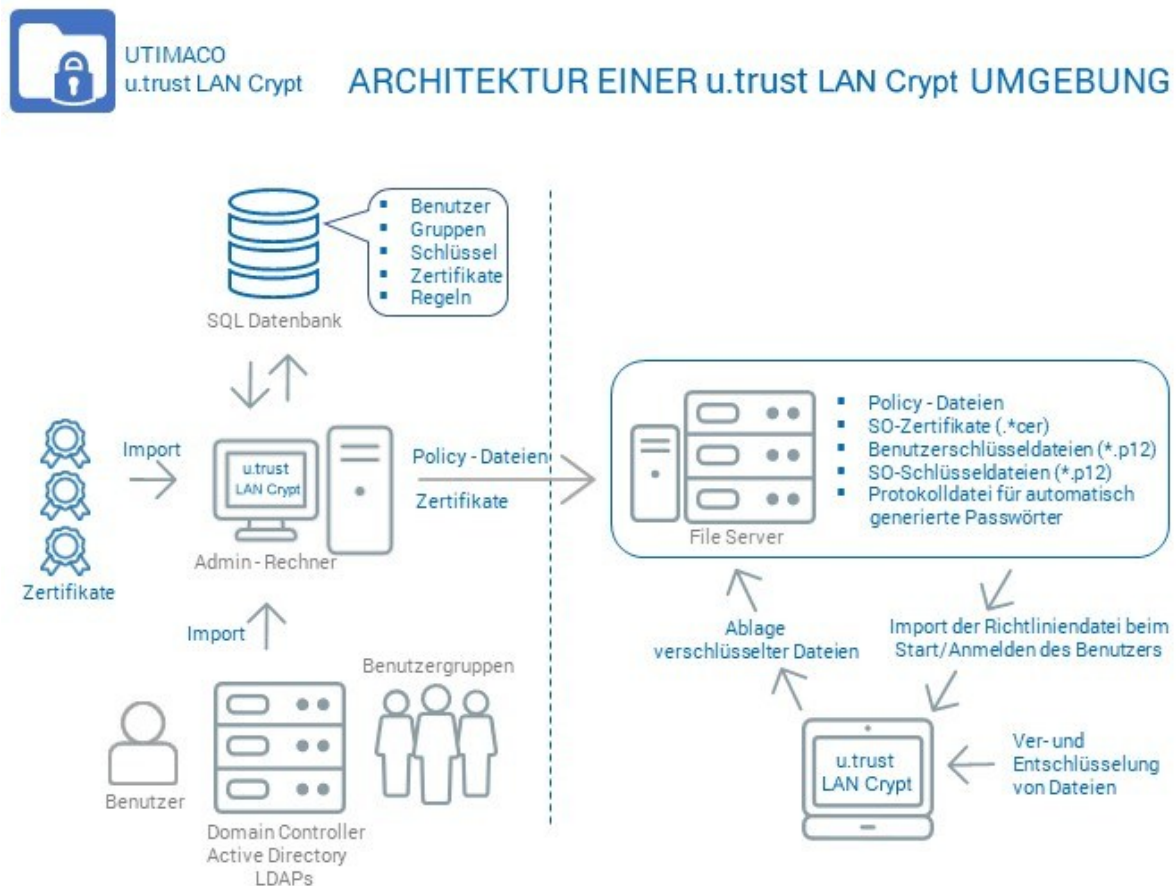 UTIMACO
u.trust LAN Crypt
ARCHITEKTUR EINER u.trust LAN Crypt UMGEBUNG
▪ Benutzer
▪ Gruppen
▪ Schlüssel
▪ Zertifikate
▪ Regeln
SQL Datenbank
Import
Zertifikate
u.trust
LAN Crypt
Admin - Rechner
Policy - Dateien
Zertifikate
▪ Policy - Dateien
▪ SO-Zertifikate (.*cer)
▪ Benutzerschlüsseldateien (*.p12)
▪ SO-Schlüsseldateien (*.p12)
▪ Protokolldatei für automatisch
generierte Passwörter
File Server
Import
Benutzergruppen
Benutzer
Domain Controller
Active Directory
LDAPs
Ablage
verschlüsselter Dateien
Import der Richtliniendatei beim
Start/Anmelden des Benutzers
u.trust
LAN Crypt
Ver- und
Entschlüsselung
von Dateien